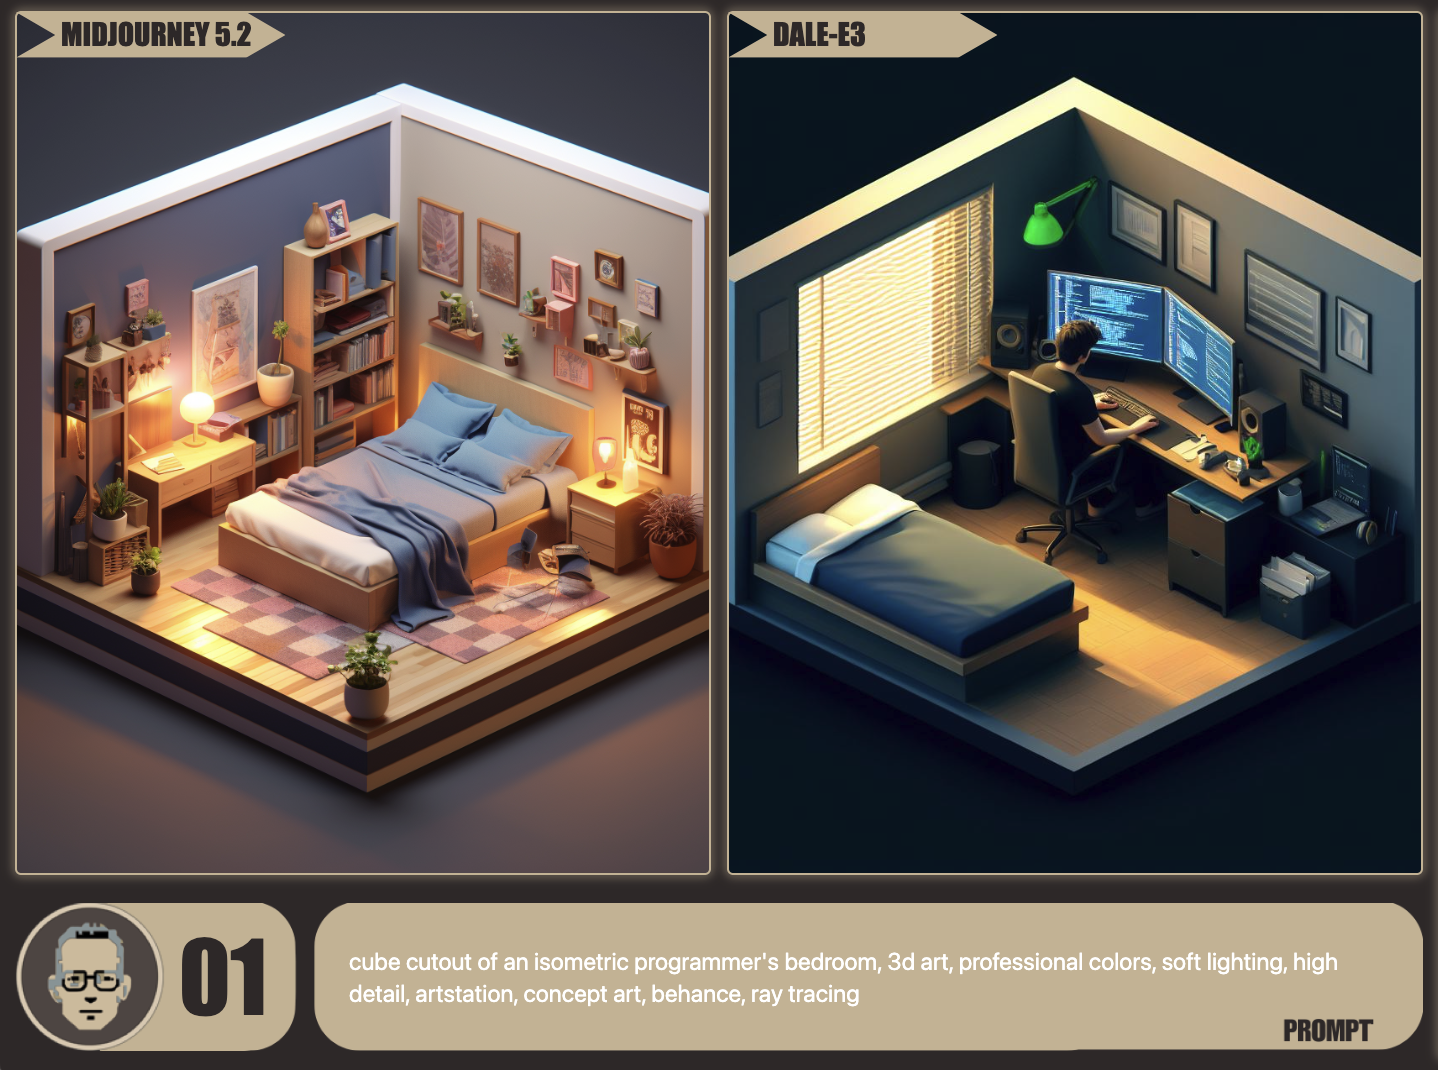 MIDJOURNEY 5.2
DALE-E3
01
cube cutout of an isometric programmer's bedroom, 3d art, professional colors, soft lighting, high
detail, artstation, concept art, behance, ray tracing
PROMPT